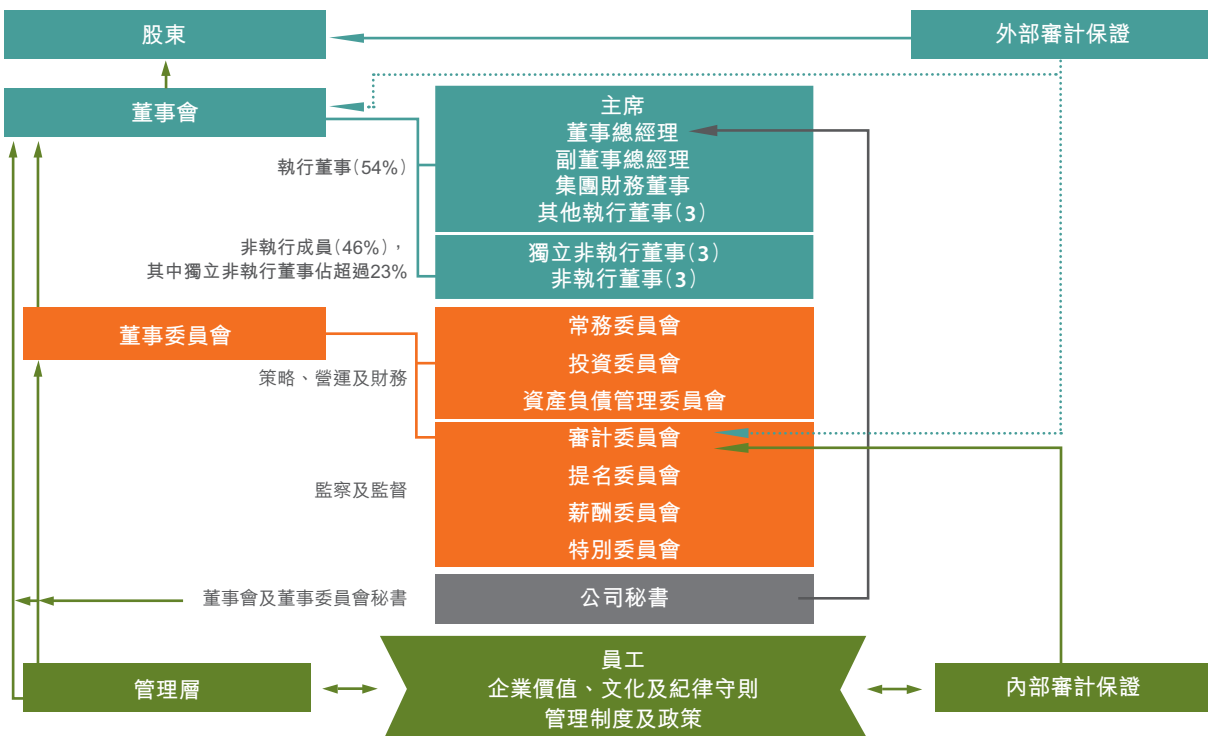 股東
外部審計保證
董事會
主席
董事總經理
副董事總經理
集團財務董事
其他執行董事(3)
執行董事(54%)
獨立非執行董事(3)
非執行董事(3)
非執行成員(46%),
其中獨立非執行董事佔超過23%
董事委員會
常務委員會
投資委員會
資產負債管理委員會
策略、營運及財務
審計委員會
提名委員會
薪酬委員會
特別委員會
監察及監督
董事會及董事委員會秘書
公司秘書
管理層
員工
企業價值、文化及紀律守則
管理制度及政策
內部審計保證